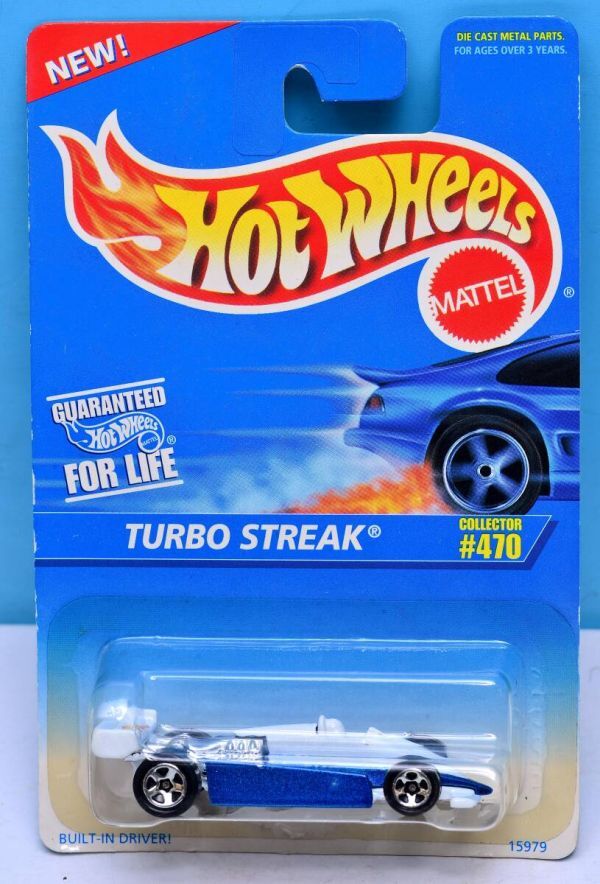 NEW!
DIE CAST METAL PARTS.
FOR AGES OVER 3 YEARS.
HOT WHEELS
MATTEL
®
GUARANTEED
HOT WHEELS
MATTEL
®
FOR LIFE
TURBO STREAK®
COLLECTOR
#470
BUILT-IN DRIVER!
15979